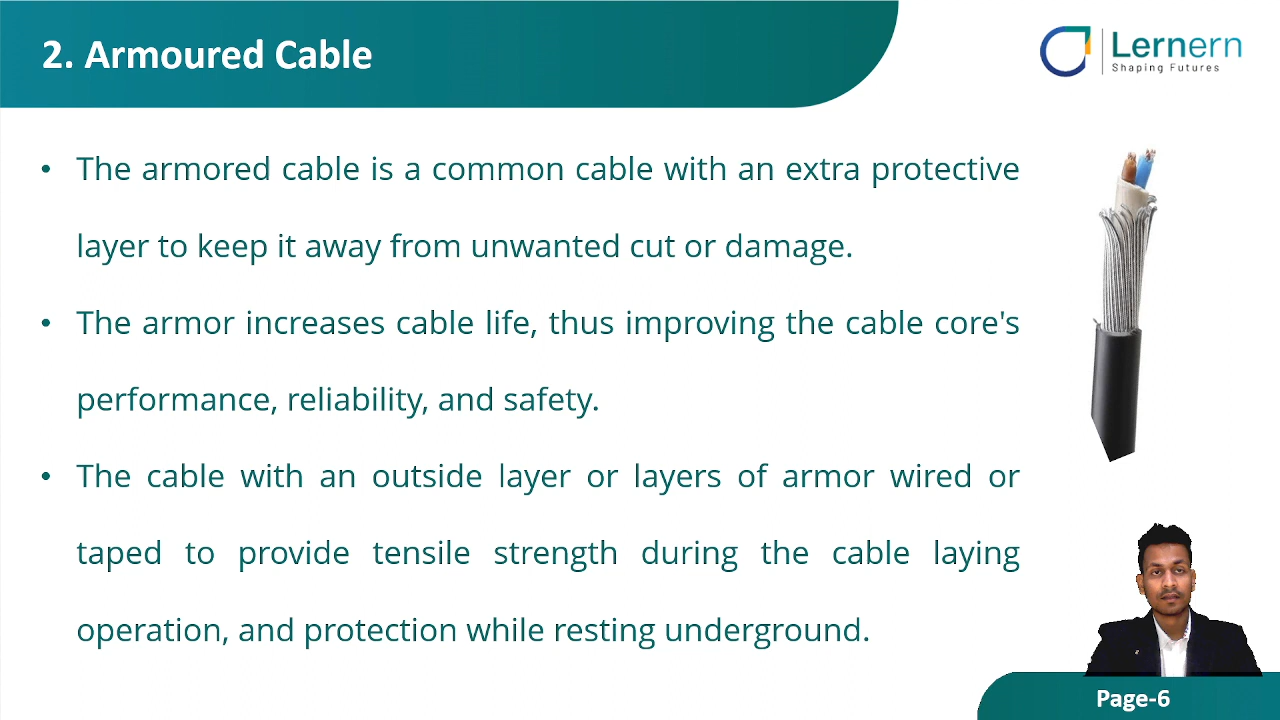 2. Armoured Cable
Lernern
Shaping Futures
• The armored cable is a common cable with an extra protective
layer to keep it away from unwanted cut or damage.
• The armor increases cable life, thus improving the cable core's
performance, reliability, and safety.
• The cable with an outside layer or layers of armor wired or
taped to provide tensile strength during the cable laying
operation, and protection while resting underground.
Page-6